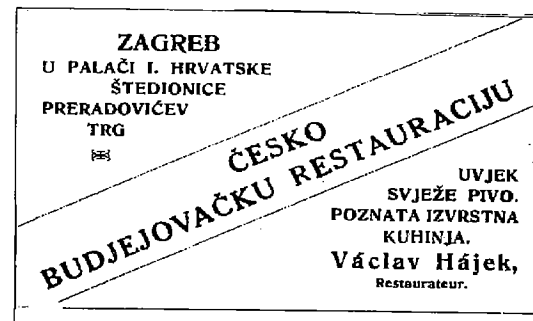 ZAGREB
U PALAČI I. HRVATSKE
ŠTEDIONICE
PRERADOVIĆEV
TRG
ČESKO
BUDJEJOVAČKU RESTAURACIJU
UVJEK
SVJEŽE PIVO.
POZNATA IZVRSTNA
KUHINJA.
Václav Hájek,
Restaurateur.